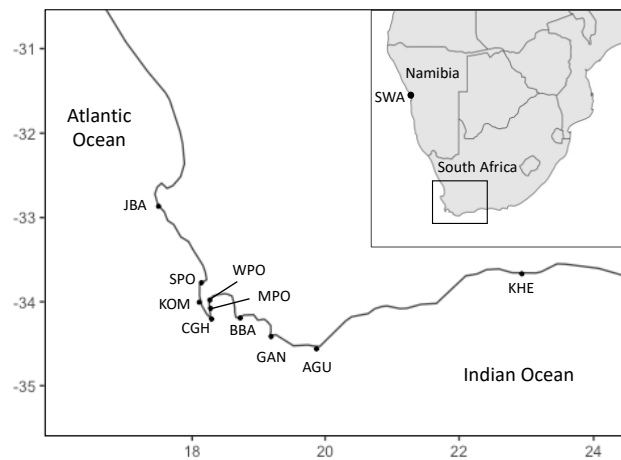 -31
-32
-33
-34
-35
18
20
22
24
Atlantic
Ocean
Namibia
SWA
South Africa
JBA
SPO
WPO
KOM
MPO
CGH
BBA
GAN
AGU
KHE
Indian Ocean